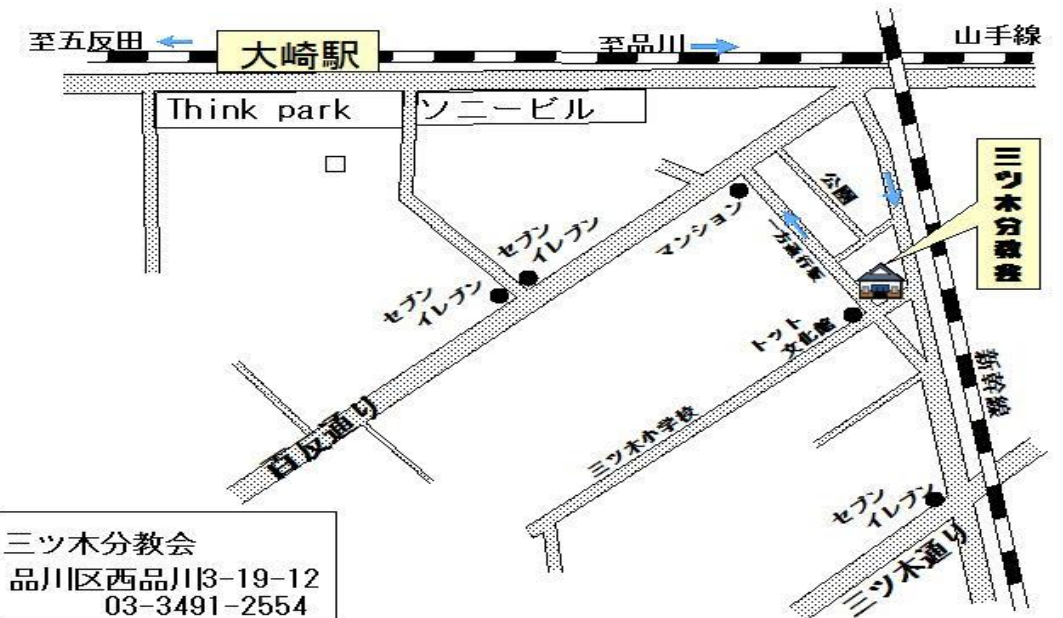 至五反田
大崎駅
至品川
山手線
Think park
ソニービル
三ツ木分教会
公園
マンション
一方通行駅
セブン
イレブン
セブン
イレブン
トット
文化館
新幹線
百反通り
三ツ木小学校
セブン
イレブン
三ツ木通り
三ツ木分教会
品川区西品川3-19-12
03-3491-2554